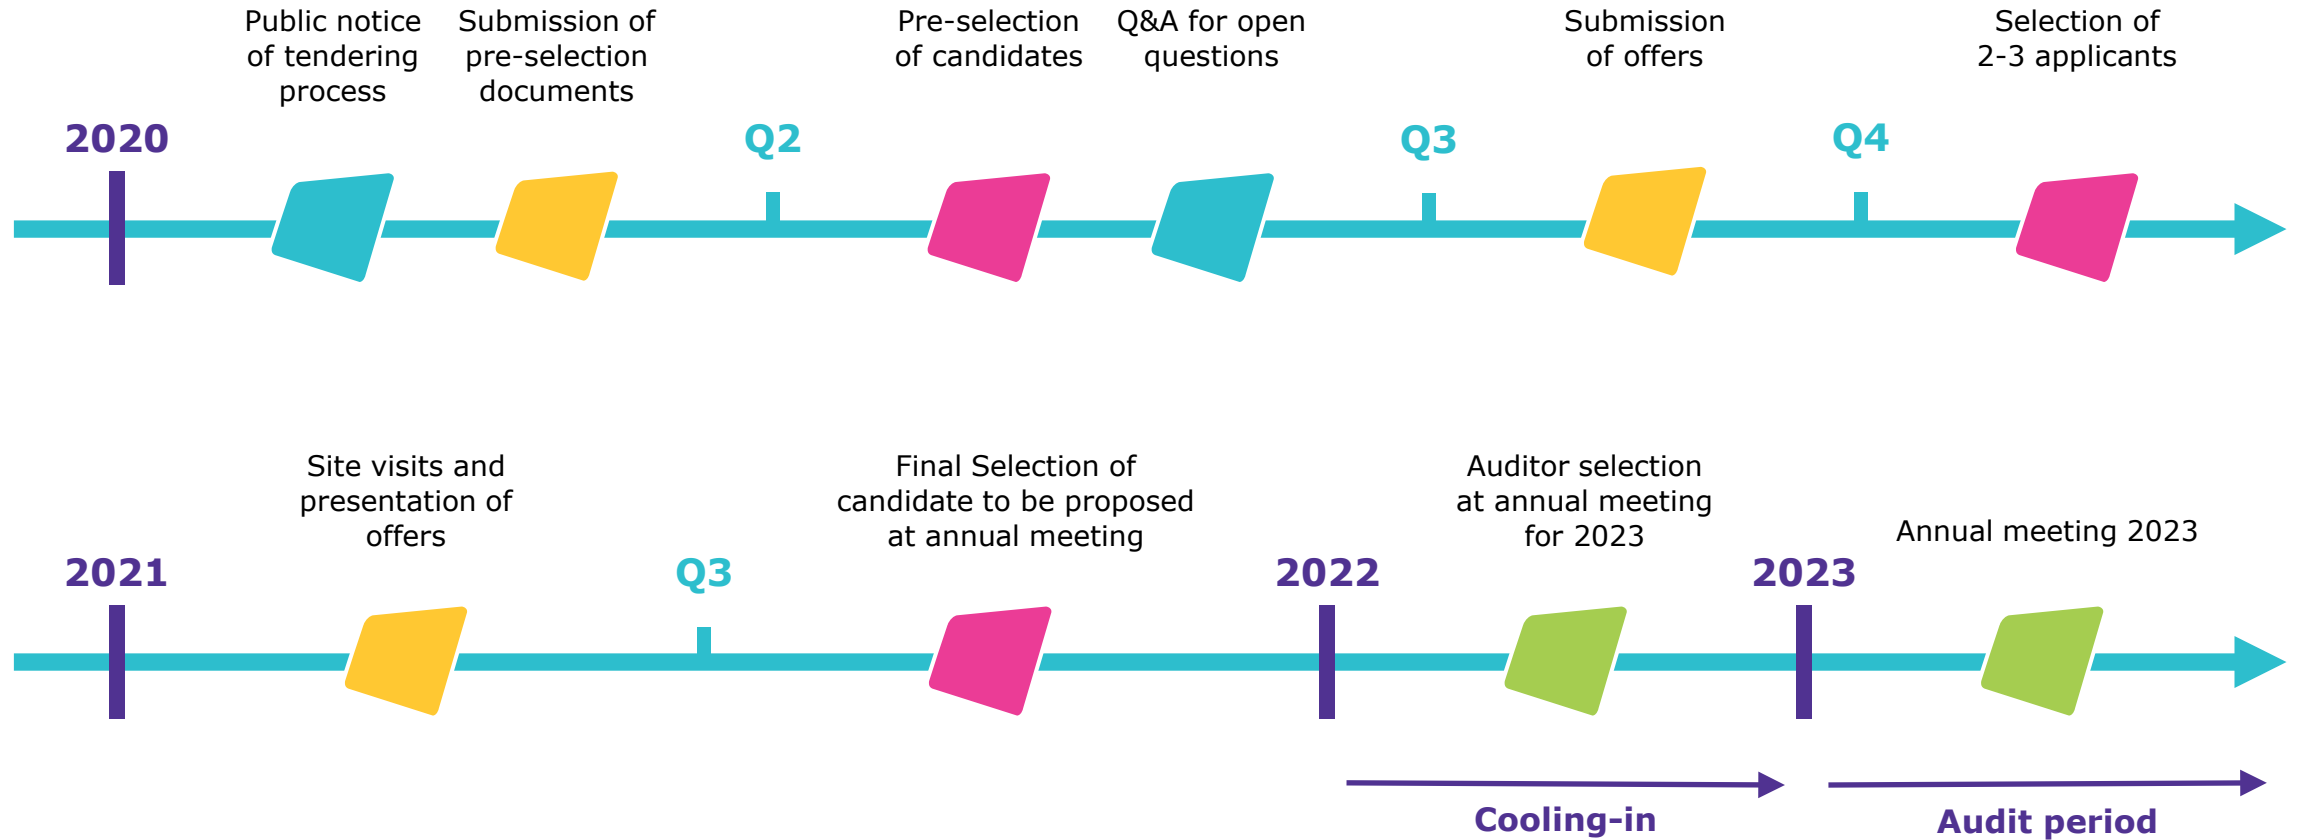 Public notice
of tendering
process
Submission of
pre-selection
documents
Pre-selection
of candidates
Q&A for open
questions
Submission
of offers
Selection of
2-3 applicants
2020
Q2
Q3
Q4
Site visits and
presentation of
offers
Final Selection of
candidate to be proposed
at annual meeting
Auditor selection
at annual meeting
for 2023
Annual meeting 2023
2021
Q3
2022
2023
Cooling-in
Audit period